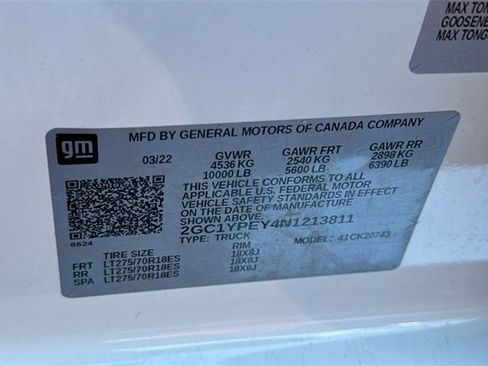 MAX TON
GOOSENE
MAX TONG
gm
MFD BY GENERAL MOTORS OF CANADA COMPANY
03/22
GVWR GAWR FRT GAWR RR
4536 KG 2540 KG 2898 KG
10000 LB 5600 LB 6390 LB
THIS VEHICLE CONFORMS TO ALL
APPLICABLE U.S. FEDERAL MOTOR
VEHICLE SAFETY STANDARDS IN EFFECT
ON THE DATE OF MANUFACTURE
2GC1YPEY4N1213811
TYPE: TRUCK MODEL: 41CK20743
8624
TIRE SIZE RIM
FRT LT275/70R18ES 18X8J
RR LT275/70R18ES 18X8J
SPA LT275/70R18ES 18X8J